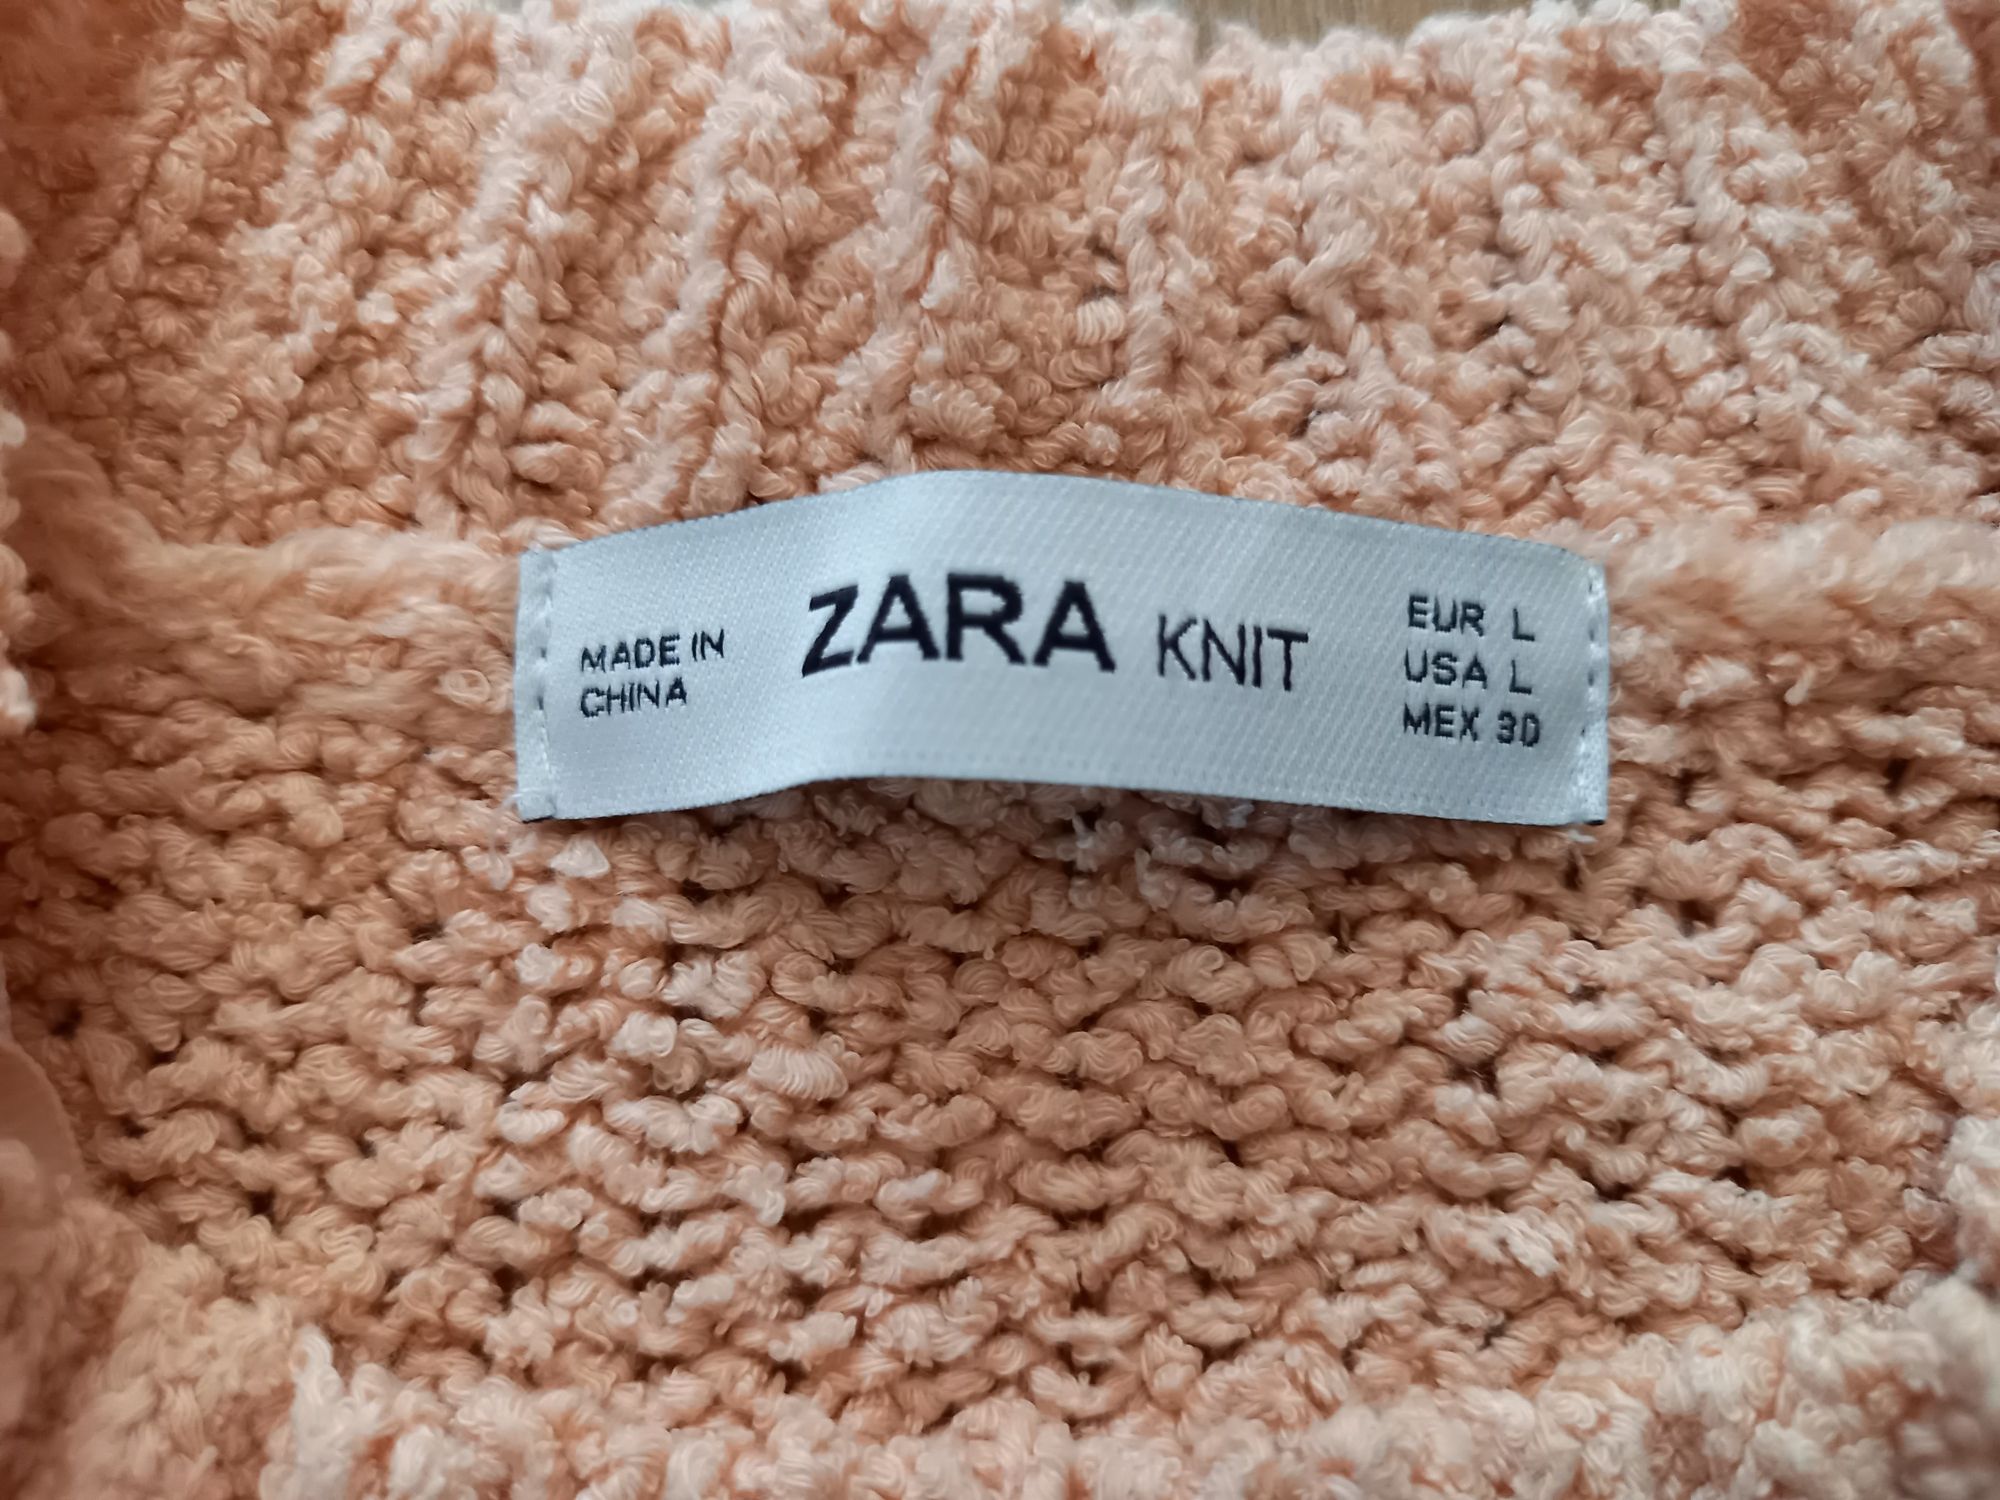 MADE IN
CHINA
ZARA KNIT
EUR L
USA L
MEX 30